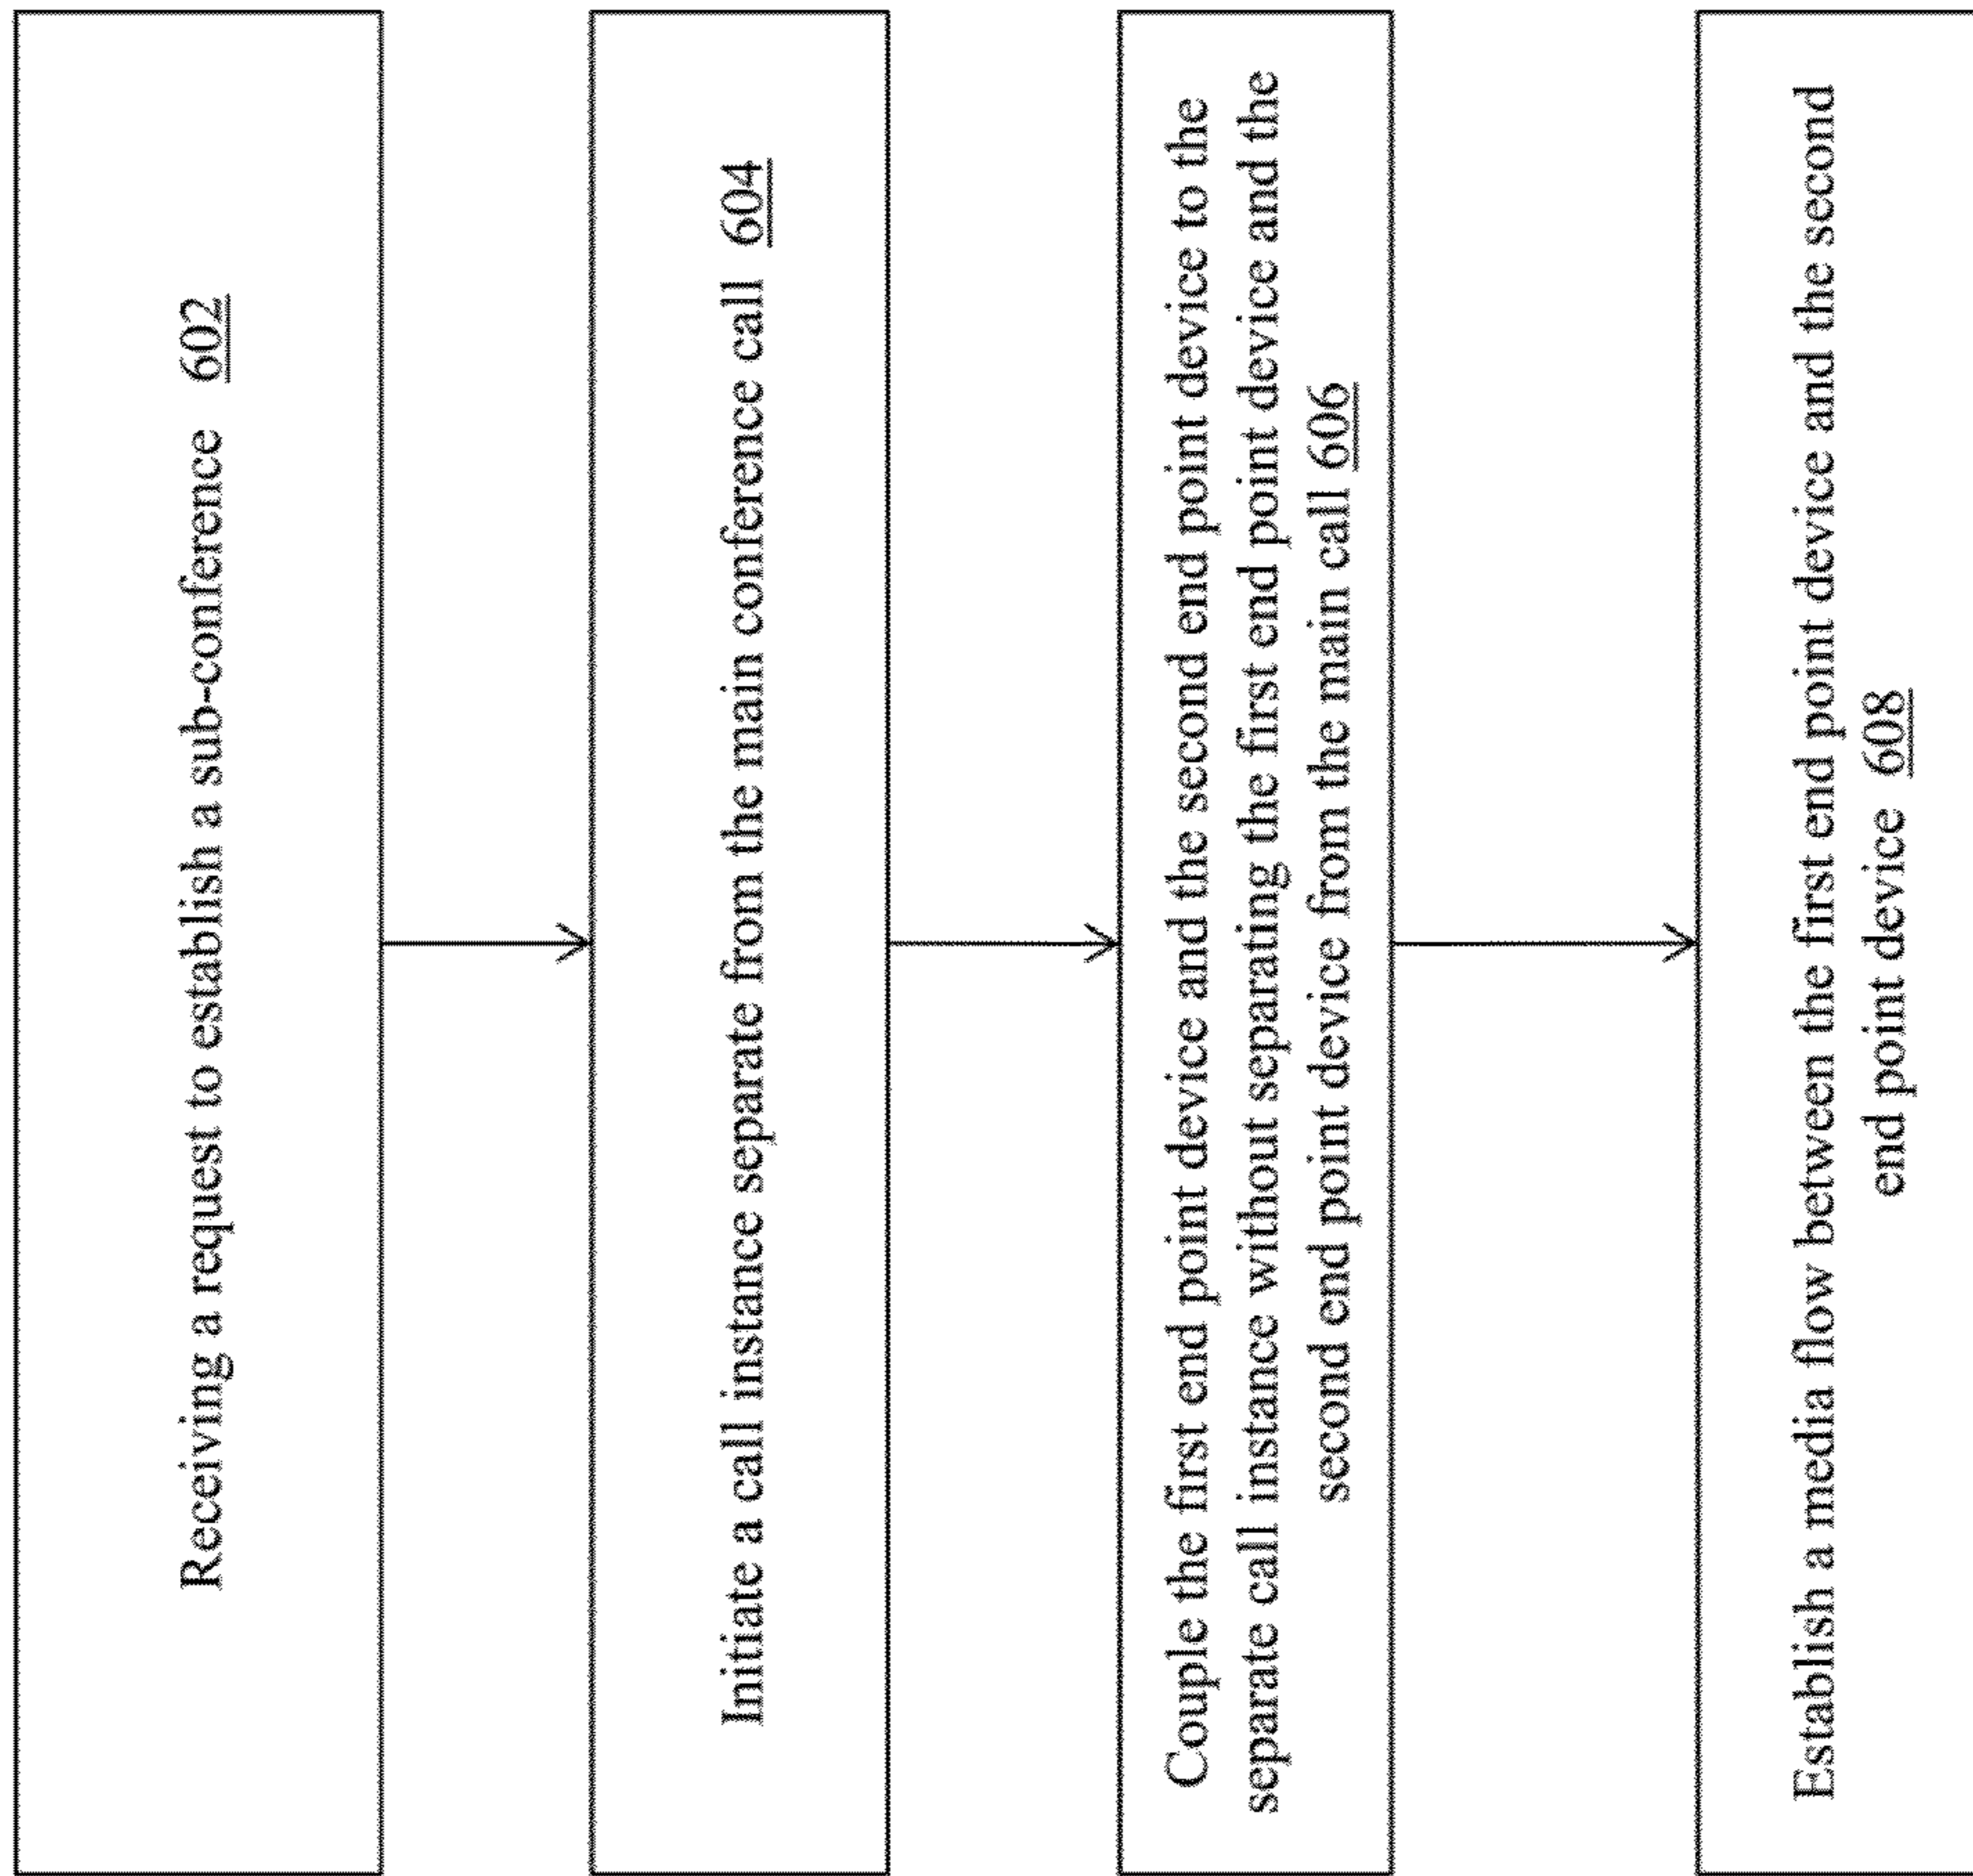 Receiving a request to establish a sub-conference 602
Initiate a call instance separate from the main conference call 604
Couple the first end point device and the second end point device to the
separate call instance without separating the first end point device and the
second end point device from the main call 606
Establish a media flow between the first end point device and the second
end point device 608